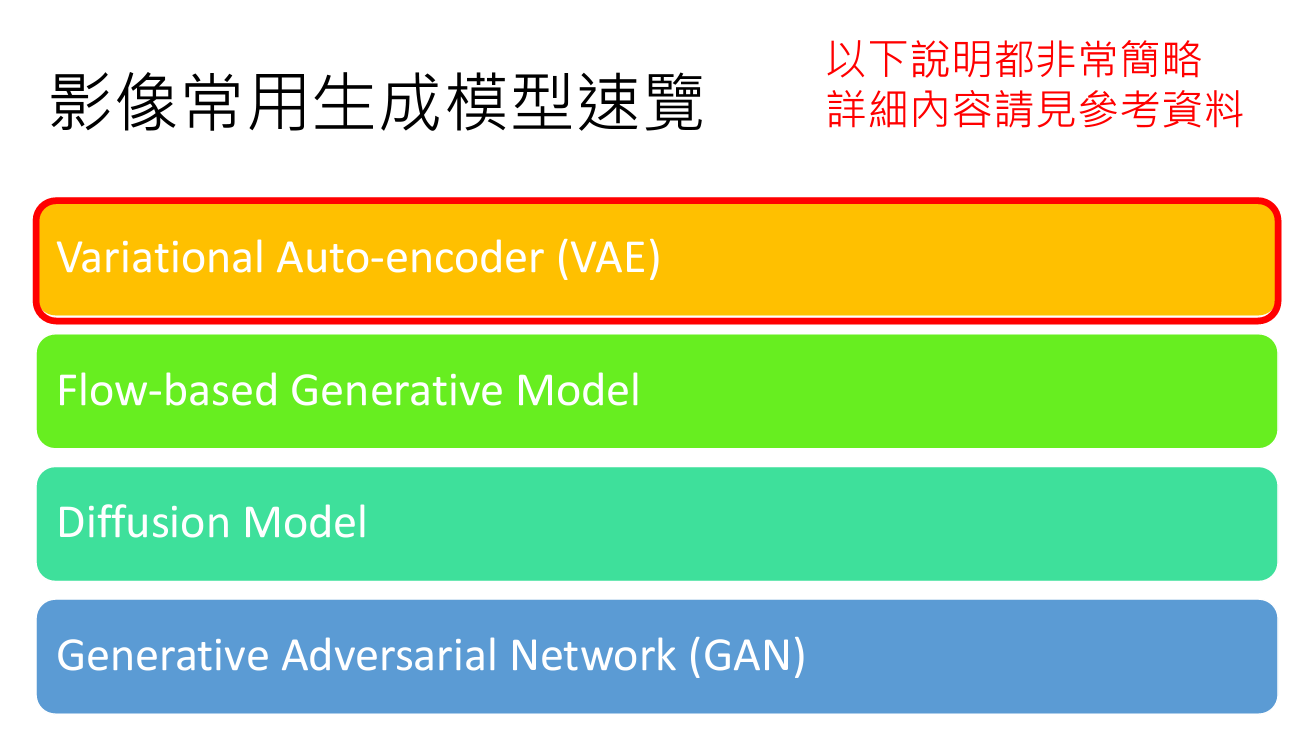 影像常用生成模型速覽
以下說明都非常簡略
詳細內容請見參考資料
Variational Auto-encoder (VAE)
Flow-based Generative Model
Diffusion Model
Generative Adversarial Network (GAN)